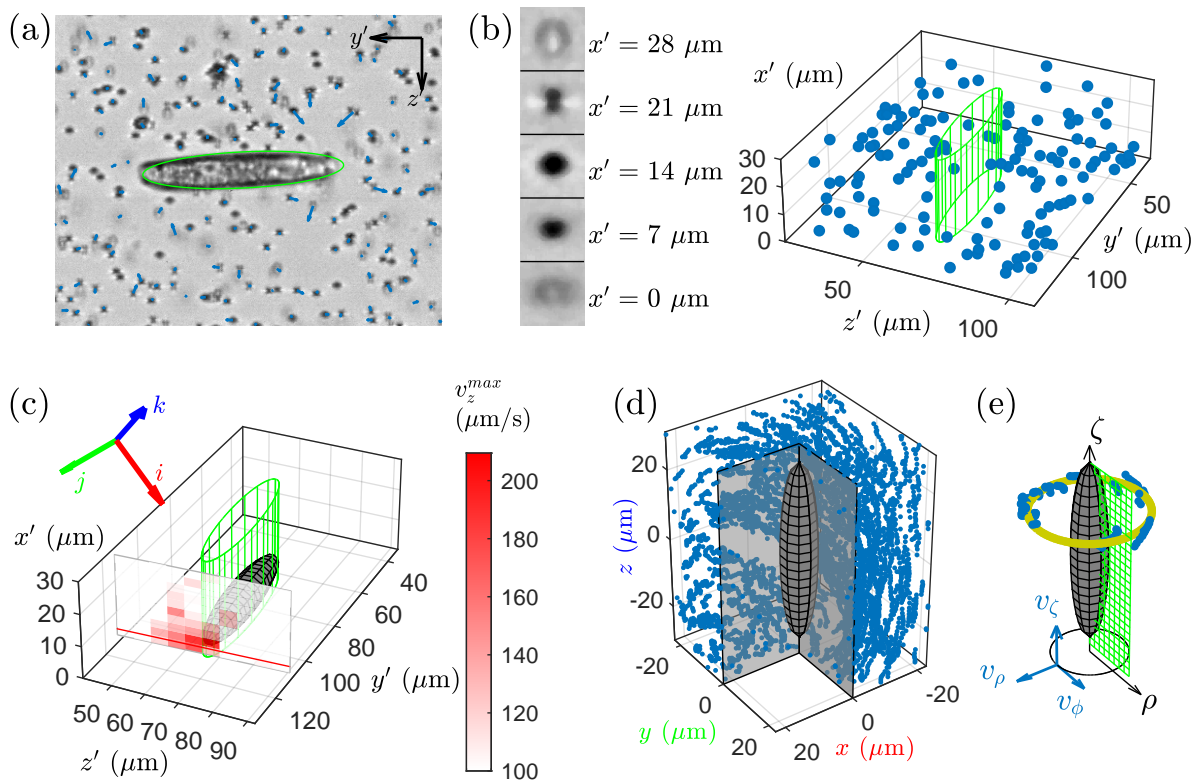 (a)
y′
z′
(b)
x′ = 28 μm
x′ = 21 μm
x′ = 14 μm
x′ = 7 μm
x′ = 0 μm
x′ (μm)
30
20
10
0
50
100
z′ (μm)
50
100
y′ (μm)
(c)
k
j
i
x′ (μm)
30
20
10
0
50
60
70
80
90
z′ (μm)
40
60
80
100
120
y′ (μm)
v_z^{max}
(μm/s)
200
180
160
140
120
100
(d)
z (μm)
20
0
-20
-20
0
20
y (μm)
20
0
-20
x (μm)
(e)
ζ
v_ζ
v_ρ
v_ϕ
ρ